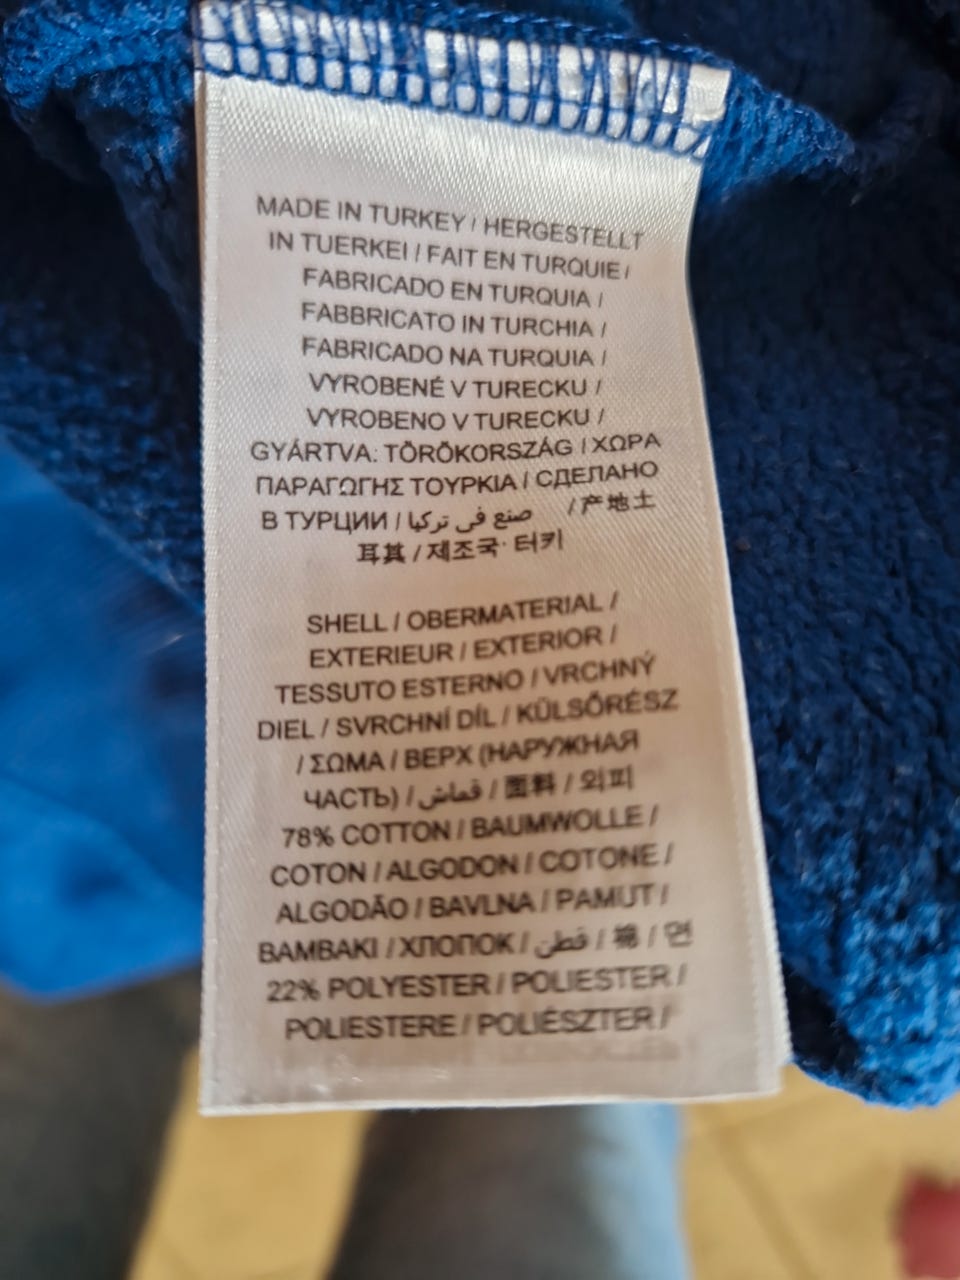 MADE IN TURKEY / HERGESTELLT
IN TUERKEI / FAIT EN TURQUIE /
FABRICADO EN TURQUIA /
FABBRICATO IN TURCHIA /
FABRICADO NA TURQUIA /
VYROBENÉ V TURECKU /
VYROBENO V TURECKU /
GYÁRTVA: TÖRÖKORSZÁG / ΧΩΡΑ
ΠΑΡΑΓΩΓΗΣ ΤΟΥΡΚΙΑ / СДЕЛАНО
В ТУРЦИИ / صنع في تركيا / 产地土
耳其 / 제조국· 터키
SHELL / OBERMATERIAL /
EXTERIEUR / EXTERIOR /
TESSUTO ESTERNO / VRCHNÝ
DIEL / SVRCHNÍ DÍL / KÜLSŐRÉSZ
/ ΣΩΜΑ / ВЕРХ (НАРУЖНАЯ
ЧАСТЬ) / قماش / 面料 / 외피
78% COTTON / BAUMWOLLE /
COTON / ALGODON / COTONE /
ALGODÃO / BAVLNA / PAMUT /
BAMBAKI / ХЛОПОК / قطن / 棉 / 면
22% POLYESTER / POLIESTER /
POLIESTERE / POLIÉSZTER /